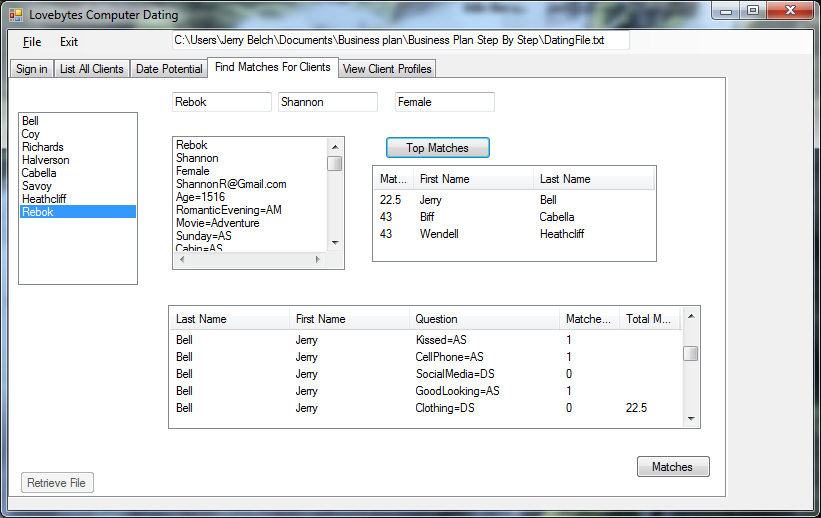 Lovebytes Computer Dating
File Exit C:\Users\Jerry Belch\Documents\Business plan\Business Plan Step By Step\DatingFile.txt
Sign in List All Clients Date Potential Find Matches For Clients View Client Profiles
Rebok Shannon Female
Bell
Coy
Richards
Halverson
Cabella
Savoy
Heathcliff
Rebok
Rebok
Shannon
Female
ShannonR@Gmail.com
Age=1516
RomanticEvening=AM
Movie=Adventure
Sunday=AS
Cabin=AS
Top Matches
Mat... First Name Last Name
22.5 Jerry Bell
43 Biff Cabella
43 Wendell Heathcliff
Last Name First Name Question Matche... Total M...
Bell Jerry Kissed=AS 1
Bell Jerry CellPhone=AS 1
Bell Jerry SocialMedia=DS 0
Bell Jerry GoodLooking=AS 1
Bell Jerry Clothing=DS 0 22.5
Matches
Retrieve File